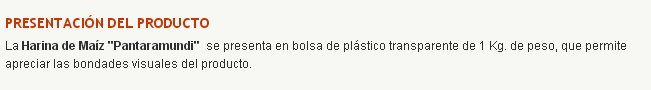 PRESENTACIÓN DEL PRODUCTO
La Harina de Maíz "Pantaramundi" se presenta en bolsa de plástico transparente de 1 Kg. de peso, que permite
apreciar las bondades visuales del producto.